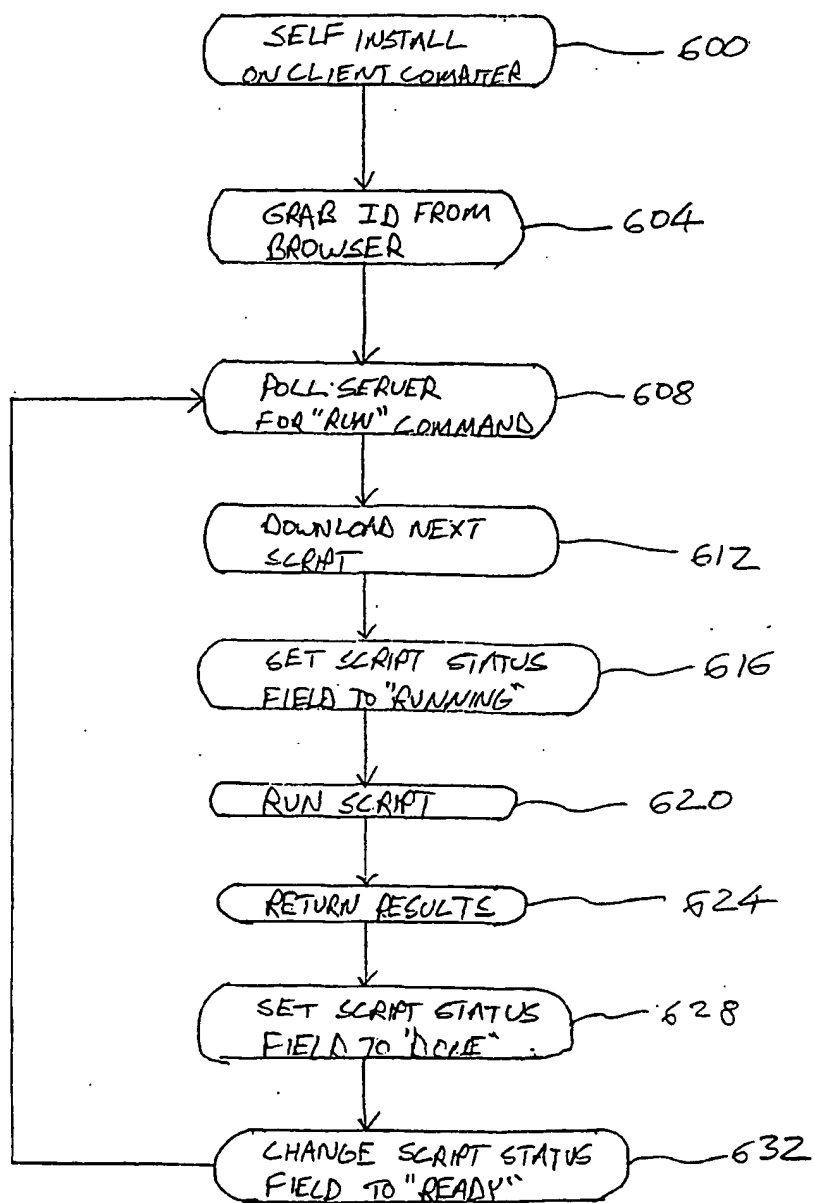 SELF INSTALL
ON CLIENT COMPUTER
600
GRAB ID FROM
BROWSER
604
POLL SERVER
FOR "RUN" COMMAND
608
DOWNLOAD NEXT
SCRIPT
612
SET SCRIPT STATUS
FIELD TO "RUNNING"
616
RUN SCRIPT
620
RETURN RESULTS
624
SET SCRIPT STATUS
FIELD TO "DONE"
628
CHANGE SCRIPT STATUS
FIELD TO "READY"
632